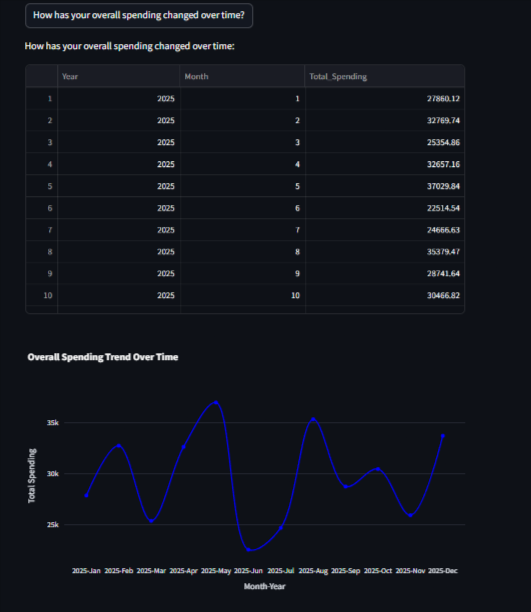 How has your overall spending changed over time?
How has your overall spending changed over time:
Year Month Total_Spending
1 2025 1 27860.12
2 2025 2 32769.74
3 2025 3 25354.86
4 2025 4 32657.16
5 2025 5 37029.84
6 2025 6 22514.54
7 2025 7 24666.63
8 2025 8 35379.47
9 2025 9 28741.64
10 2025 10 30466.82
Overall Spending Trend Over Time
35k
30k
25k
Total Spending
2025-Jan 2025-Feb 2025-Mar 2025-Apr 2025-May 2025-Jun 2025-Jul 2025-Aug 2025-Sep 2025-Oct 2025-Nov 2025-Dec
Month-Year